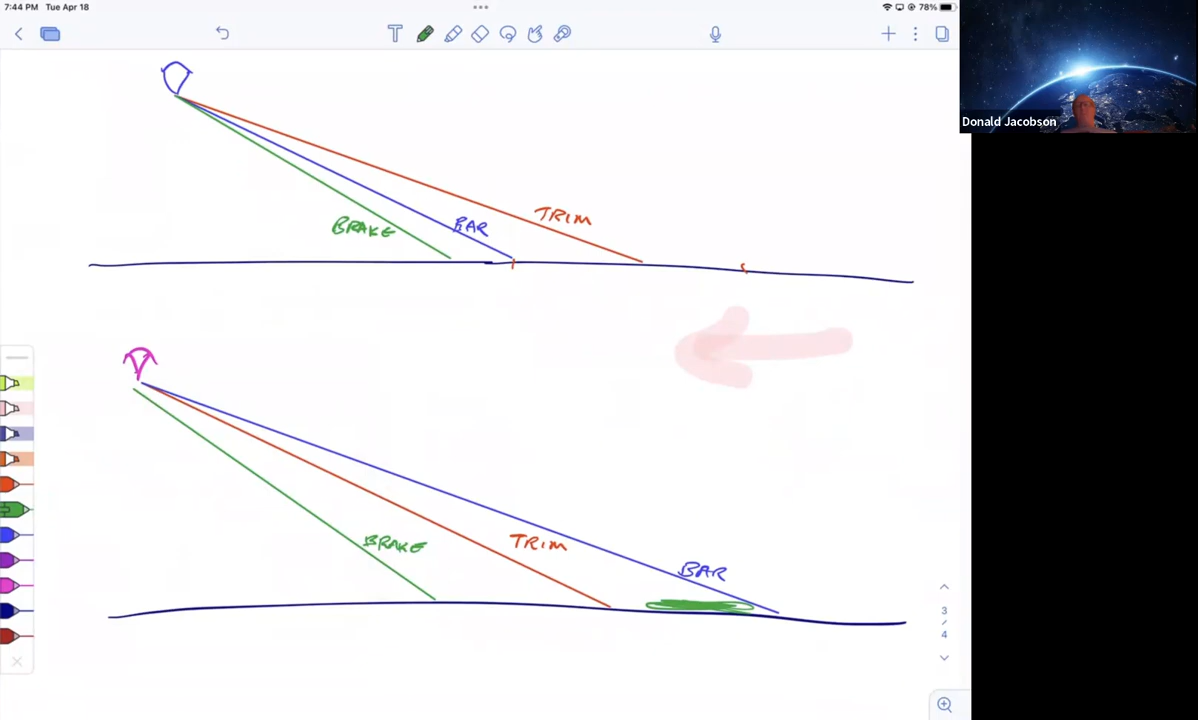 7:44 PM Tue Apr 18
78%
Donald Jacobson
TRIM
BAR
BRAKE
BRAKE
TRIM
BAR
3
/
4